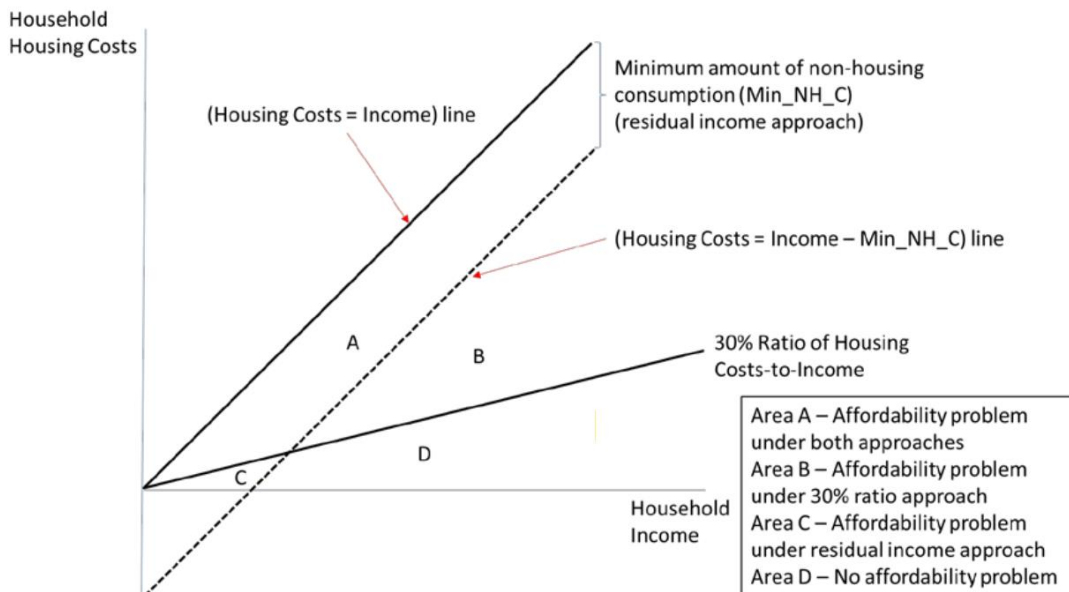 Household
Housing Costs
Minimum amount of non-housing
consumption (Min_NH_C)
(residual income approach)
(Housing Costs = Income) line
(Housing Costs = Income – Min_NH_C) line
A
B
30% Ratio of Housing
Costs-to-Income
C
D
Household
Income
Area A – Affordability problem
under both approaches
Area B – Affordability problem
under 30% ratio approach
Area C – Affordability problem
under residual income approach
Area D – No affordability problem